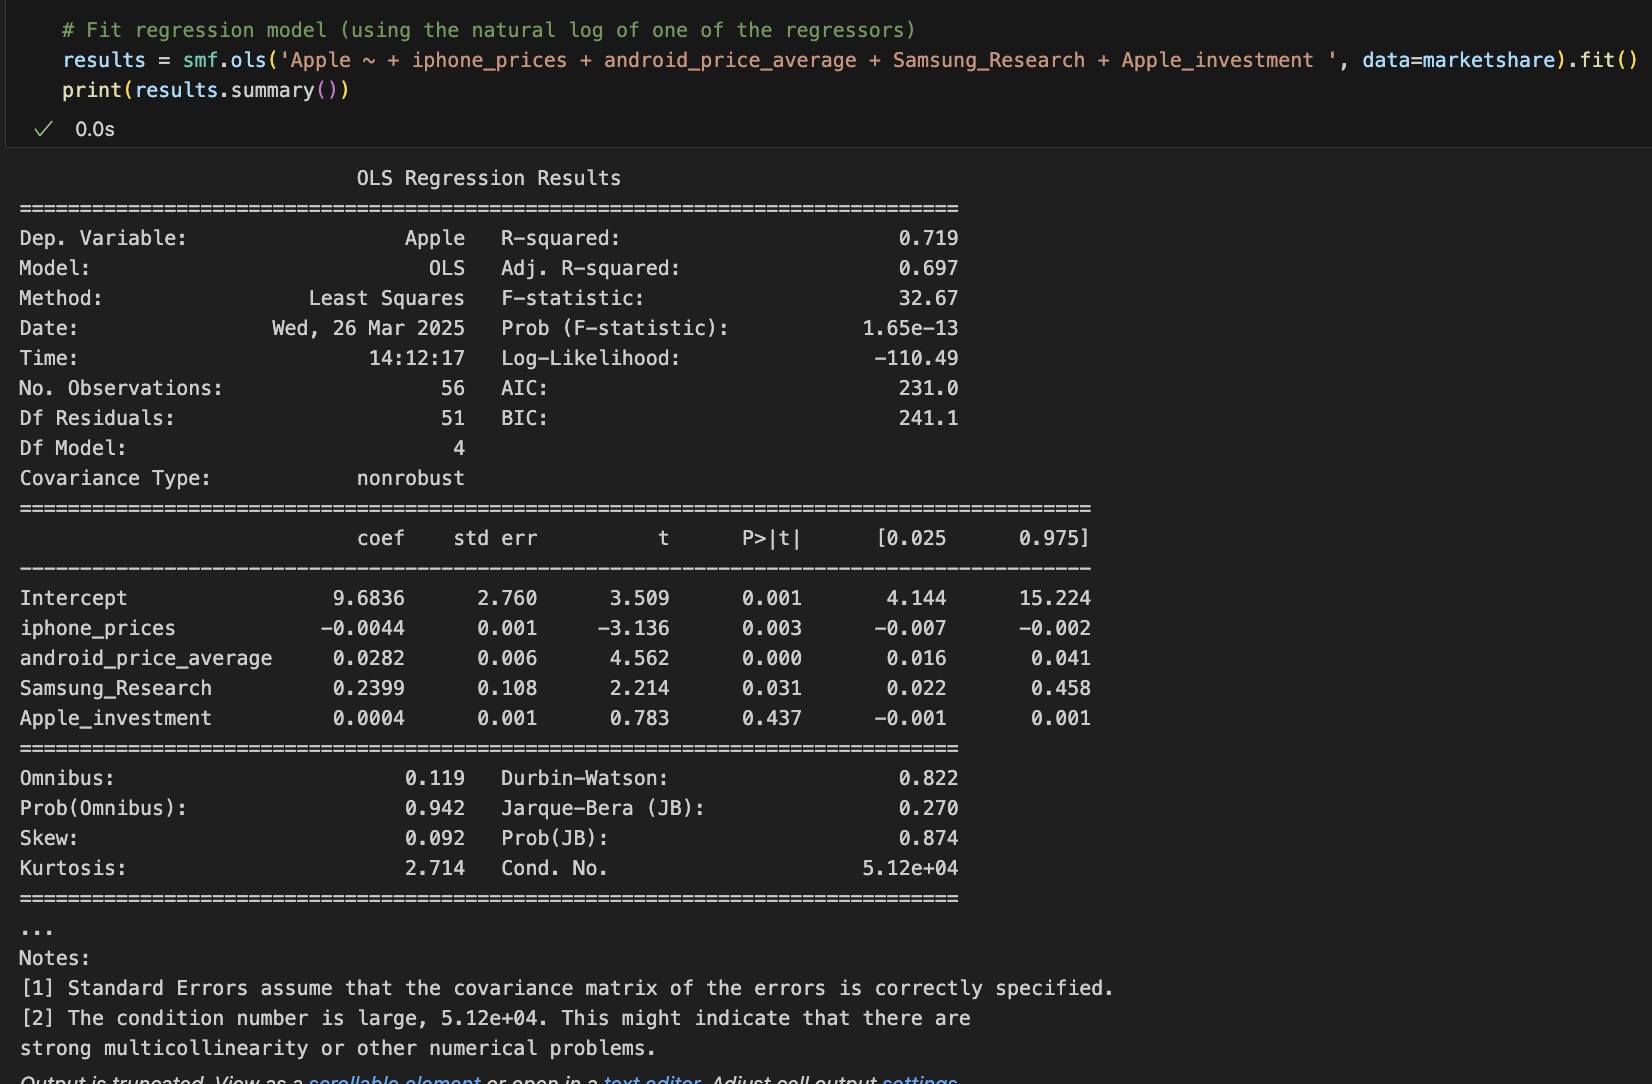 # Fit regression model (using the natural log of one of the regressors)
results = smf.ols('Apple ~ + iphone_prices + android_price_average + Samsung_Research + Apple_investment ', data=marketshare).fit()
print(results.summary())
✓ 0.0s
OLS Regression Results
==============================================================================
Dep. Variable: Apple R-squared: 0.719
Model: OLS Adj. R-squared: 0.697
Method: Least Squares F-statistic: 32.67
Date: Wed, 26 Mar 2025 Prob (F-statistic): 1.65e-13
Time: 14:12:17 Log-Likelihood: -110.49
No. Observations: 56 AIC: 231.0
Df Residuals: 51 BIC: 241.1
Df Model: 4
Covariance Type: nonrobust
=========================================================================================
coef std err t P>|t| [0.025 0.975]
-----------------------------------------------------------------------------------------
Intercept 9.6836 2.760 3.509 0.001 4.144 15.224
iphone_prices -0.0044 0.001 -3.136 0.003 -0.007 -0.002
android_price_average 0.0282 0.006 4.562 0.000 0.016 0.041
Samsung_Research 0.2399 0.108 2.214 0.031 0.022 0.458
Apple_investment 0.0004 0.001 0.783 0.437 -0.001 0.001
==============================================================================
Omnibus: 0.119 Durbin-Watson: 0.822
Prob(Omnibus): 0.942 Jarque-Bera (JB): 0.270
Skew: 0.092 Prob(JB): 0.874
Kurtosis: 2.714 Cond. No. 5.12e+04
==============================================================================
...
Notes:
[1] Standard Errors assume that the covariance matrix of the errors is correctly specified.
[2] The condition number is large, 5.12e+04. This might indicate that there are
strong multicollinearity or other numerical problems.
Output is truncated. View as a scrollable element or open in a text editor. Adjust cell output settings...